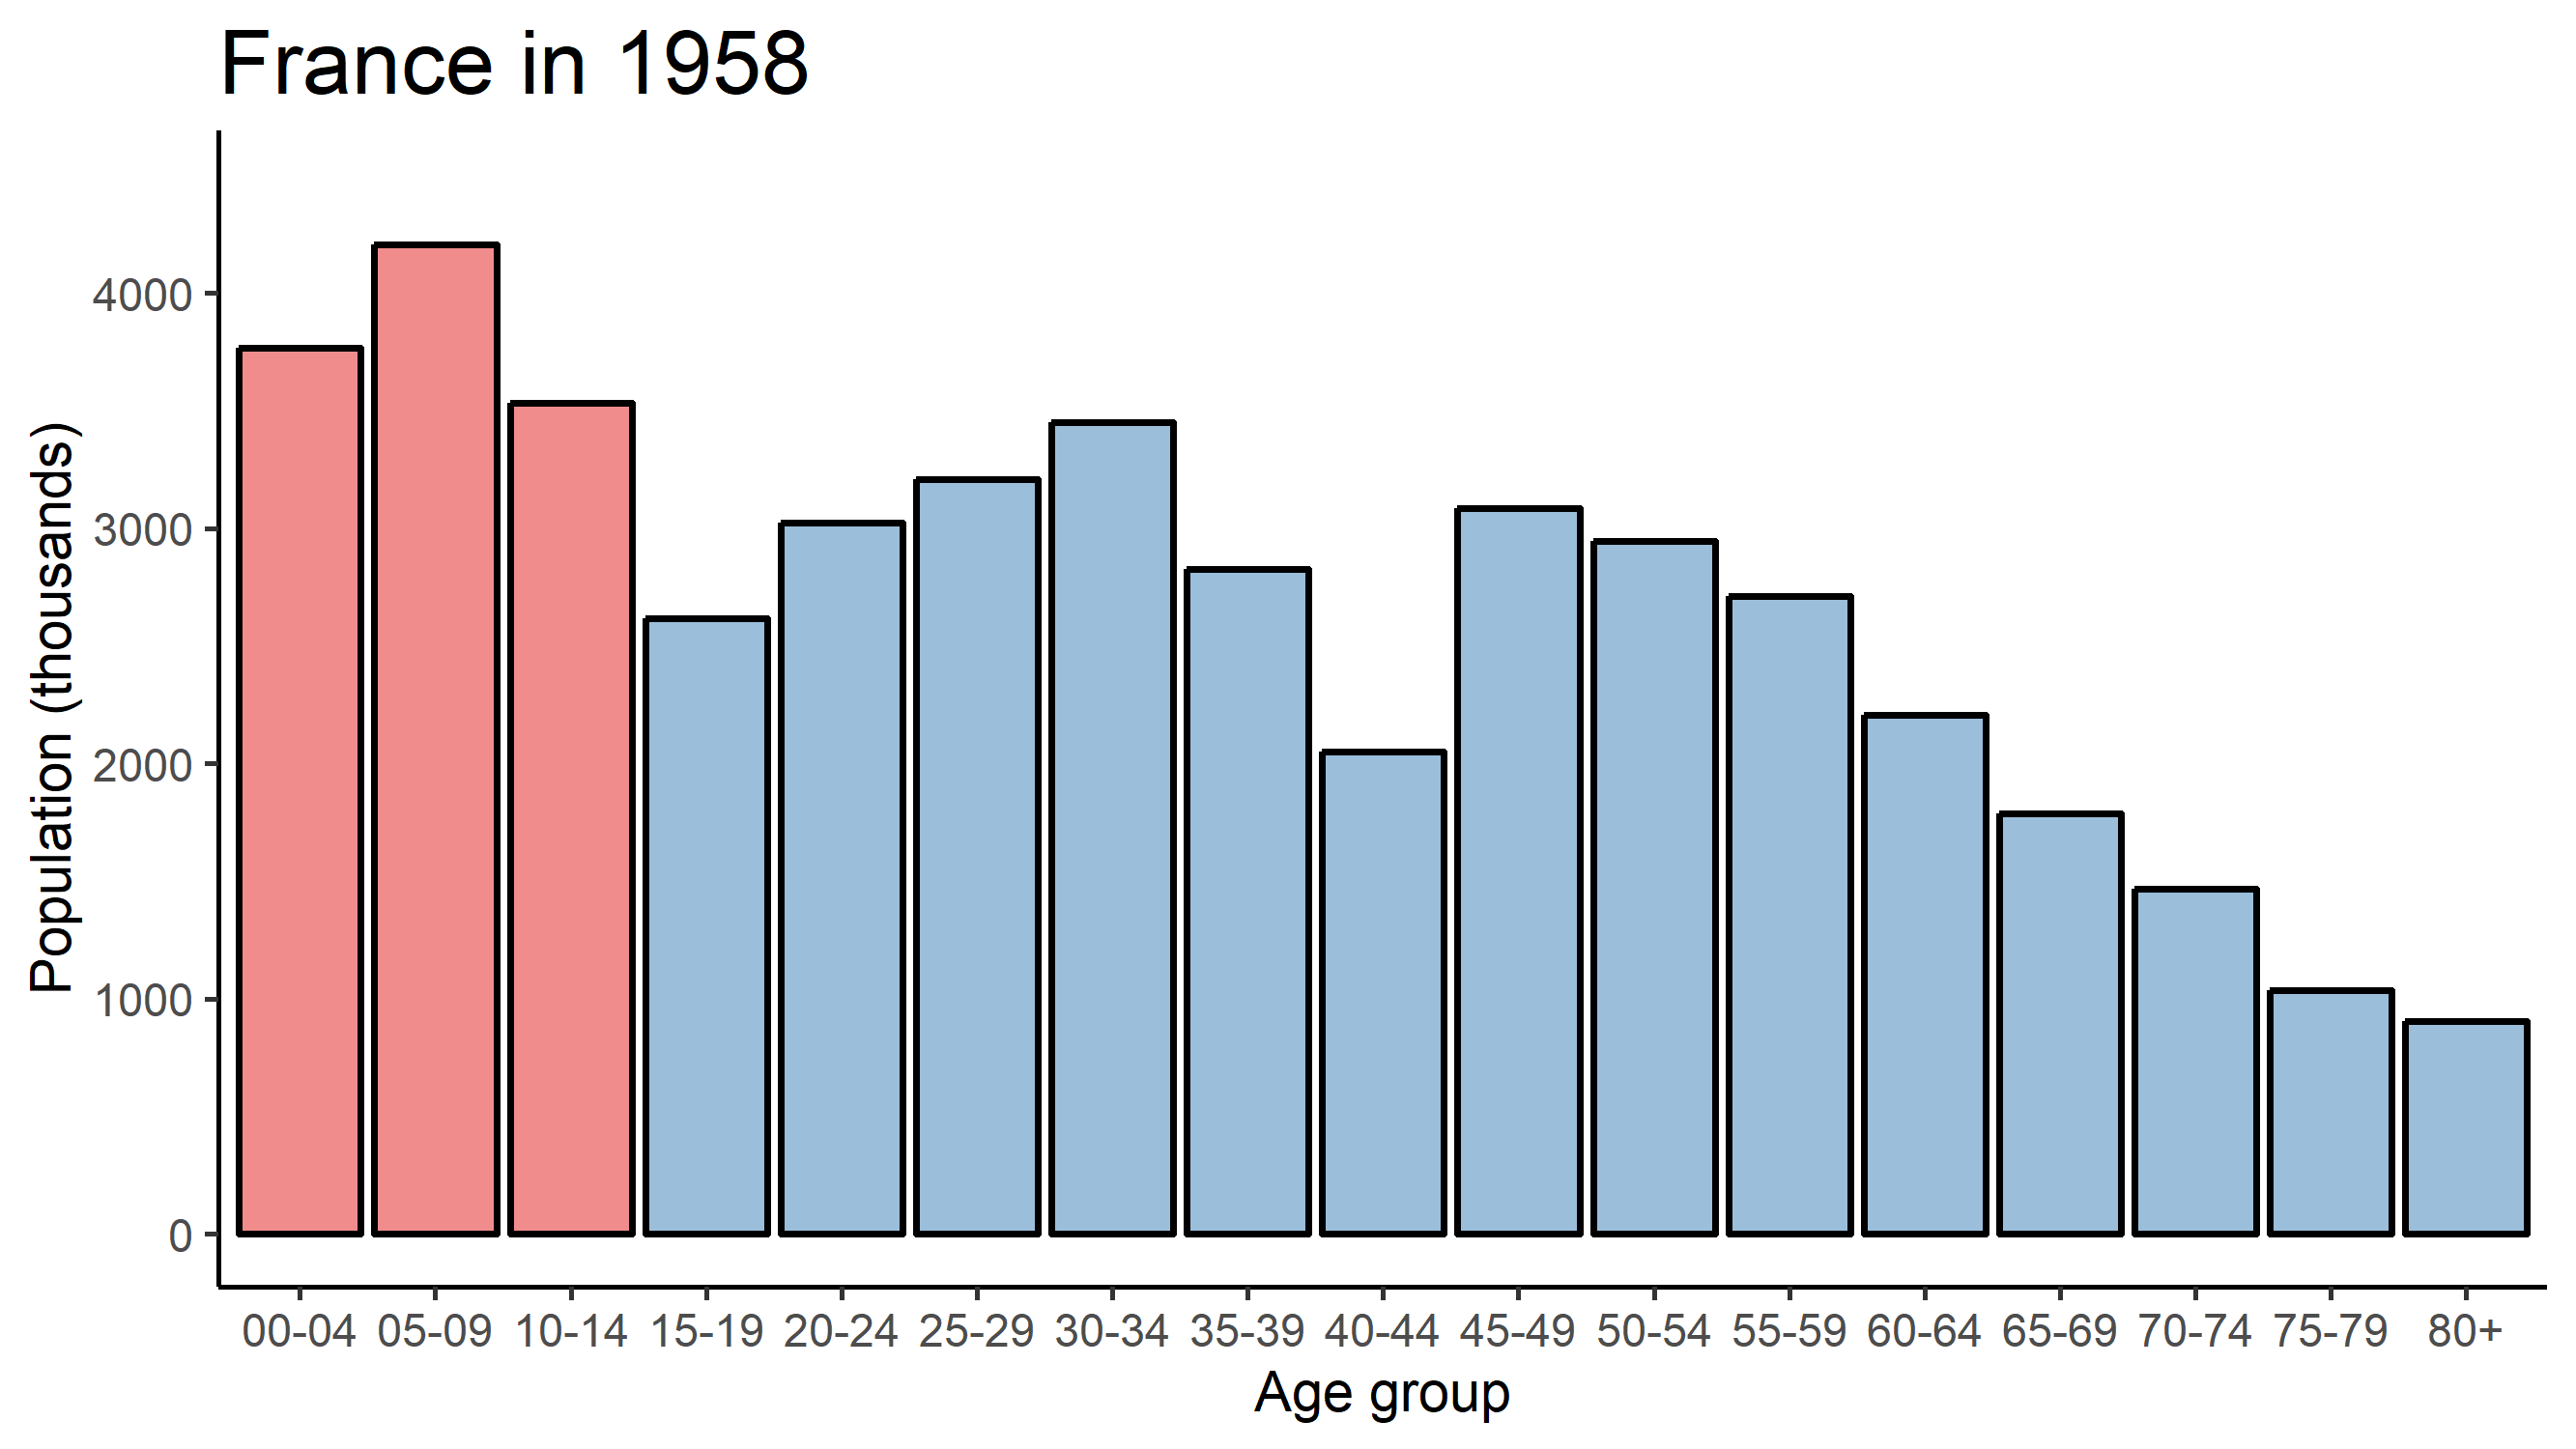 France in 1958
Population (thousands)
4000
3000
2000
1000
0
00-04 05-09 10-14 15-19 20-24 25-29 30-34 35-39 40-44 45-49 50-54 55-59 60-64 65-69 70-74 75-79 80+
Age group